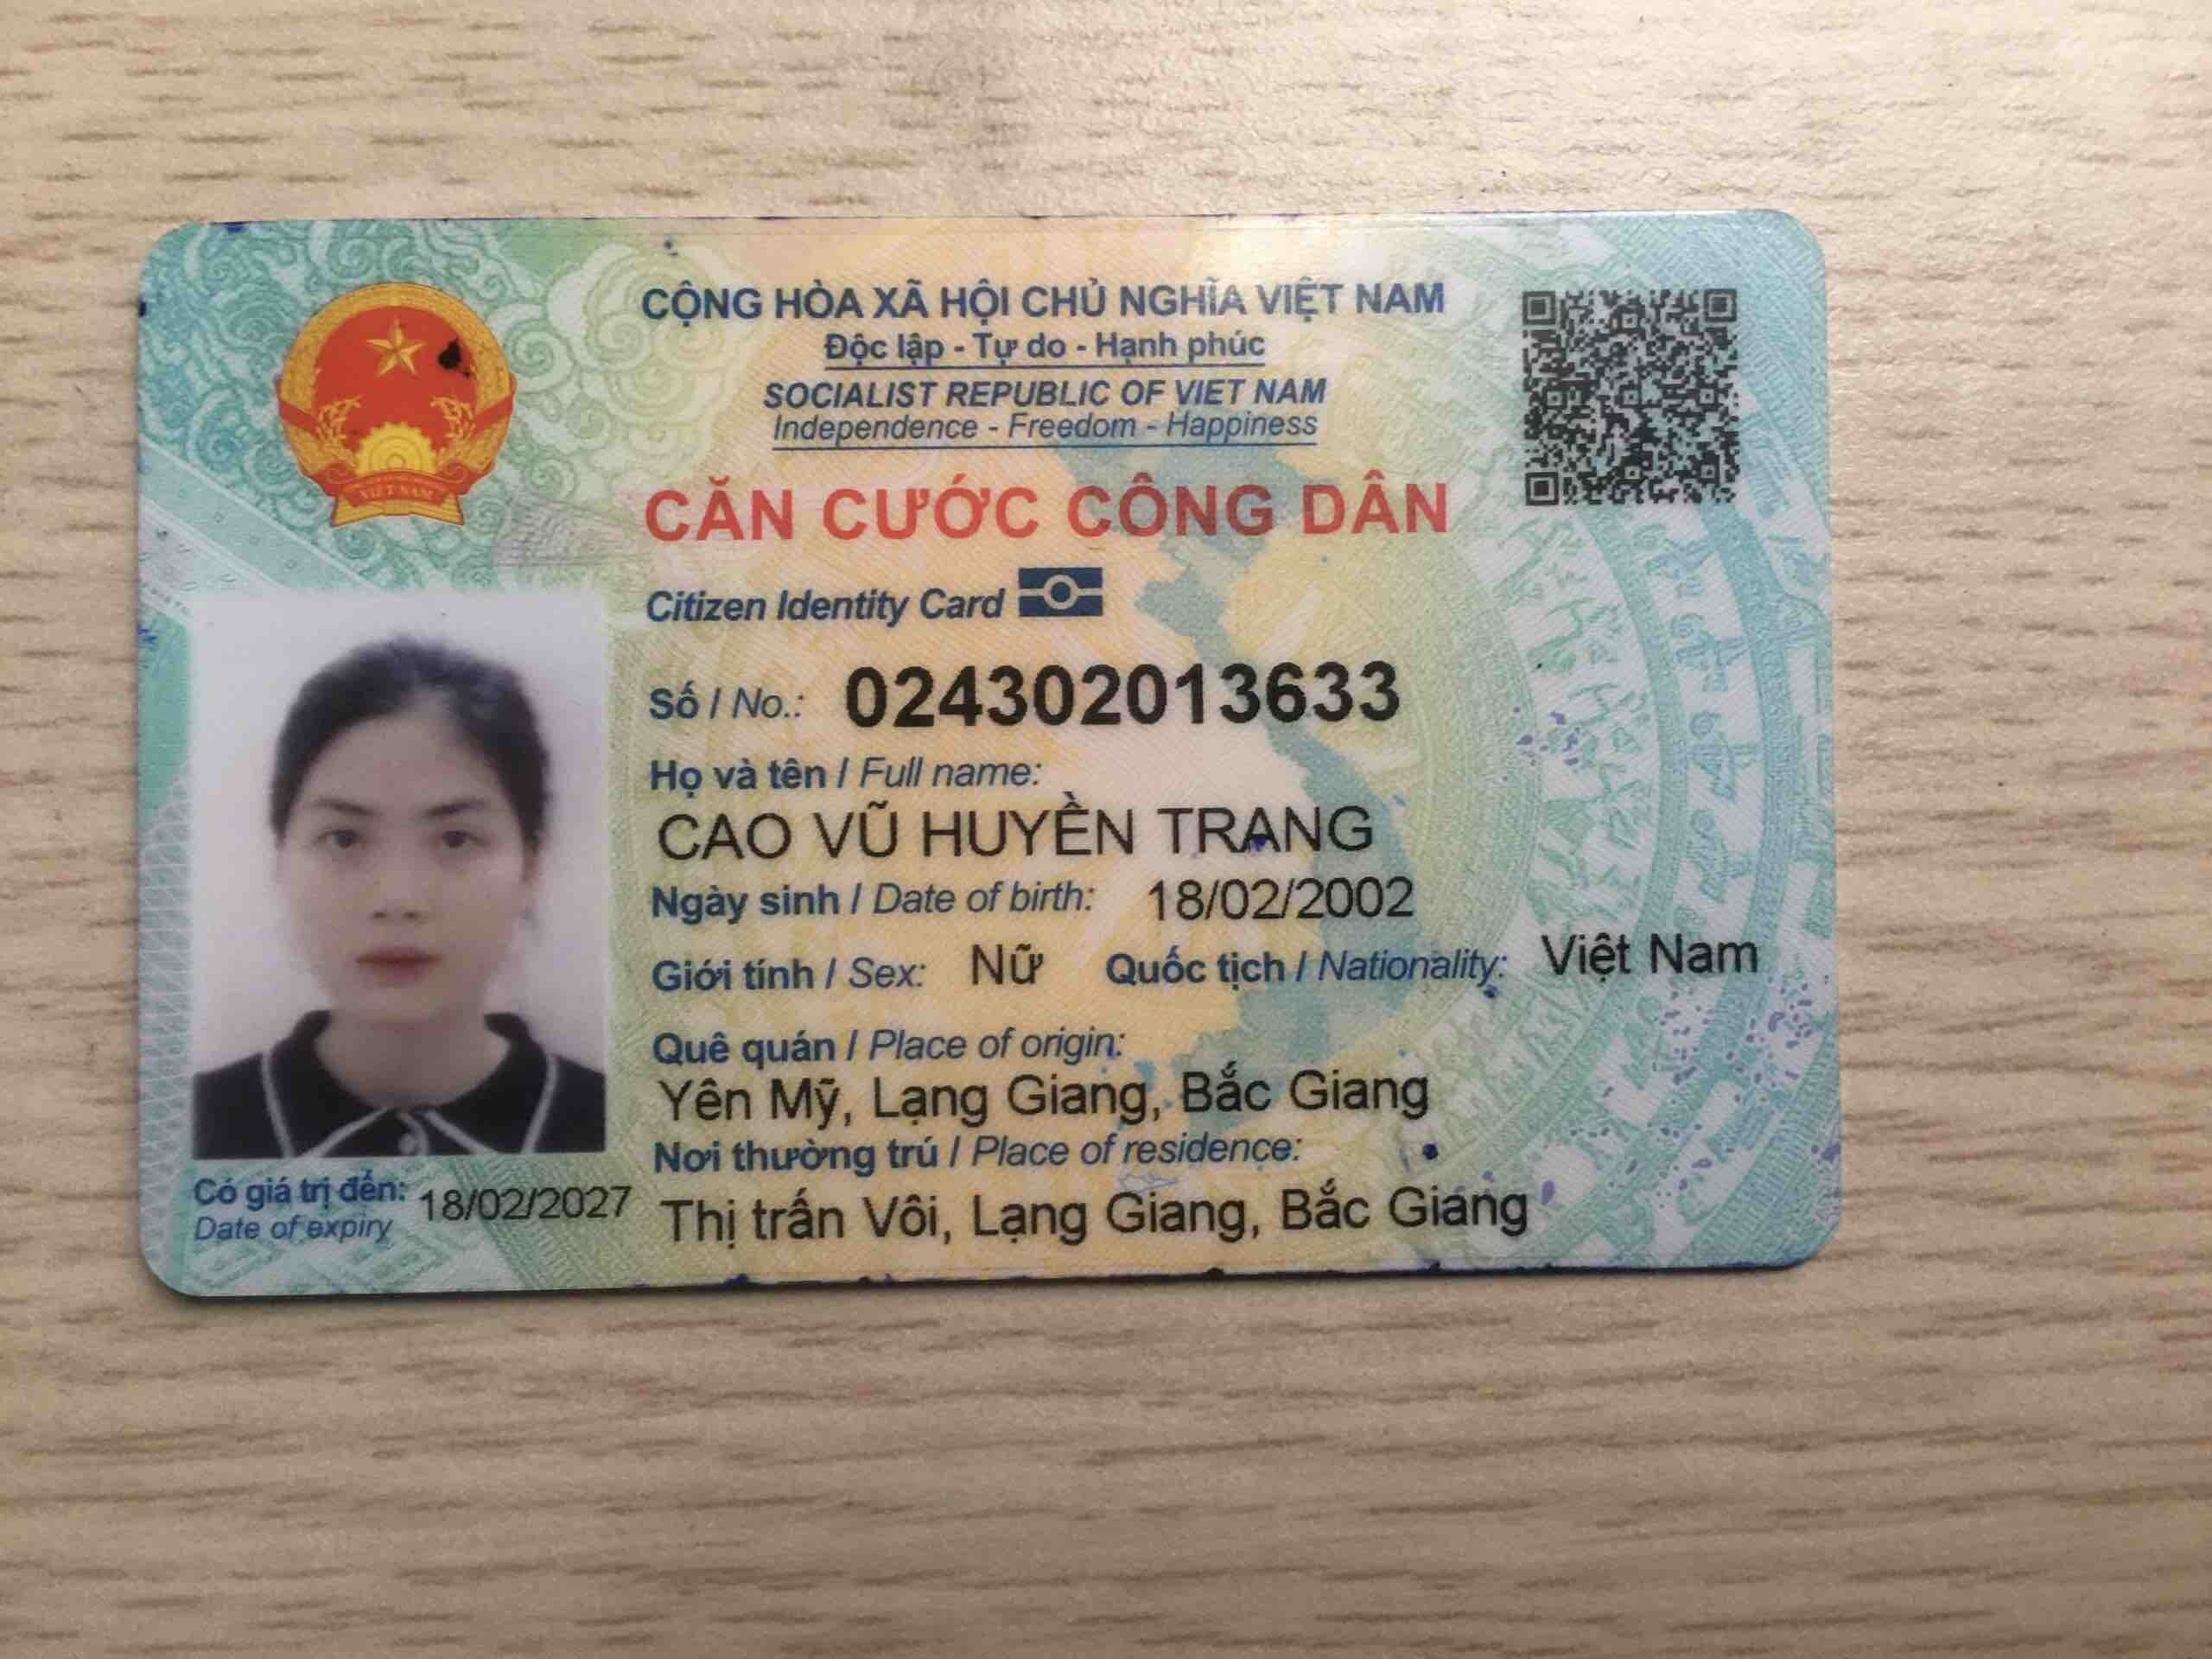 CỘNG HÒA XÃ HỘI CHỦ NGHĨA VIỆT NAM
Độc lập - Tự do - Hạnh phúc
SOCIALIST REPUBLIC OF VIET NAM
Independence - Freedom - Happiness
CĂN CƯỚC CÔNG DÂN
Citizen Identity Card
VIỆT NAM
Số / No.: 024302013633
Họ và tên / Full name:
CAO VŨ HUYỀN TRANG
Ngày sinh / Date of birth: 18/02/2002
Giới tính / Sex: Nữ Quốc tịch / Nationality: Việt Nam
Quê quán / Place of origin:
Yên Mỹ, Lạng Giang, Bắc Giang
Nơi thường trú / Place of residence:
Thị trấn Vôi, Lạng Giang, Bắc Giang
Có giá trị đến: 18/02/2027
Date of expiry